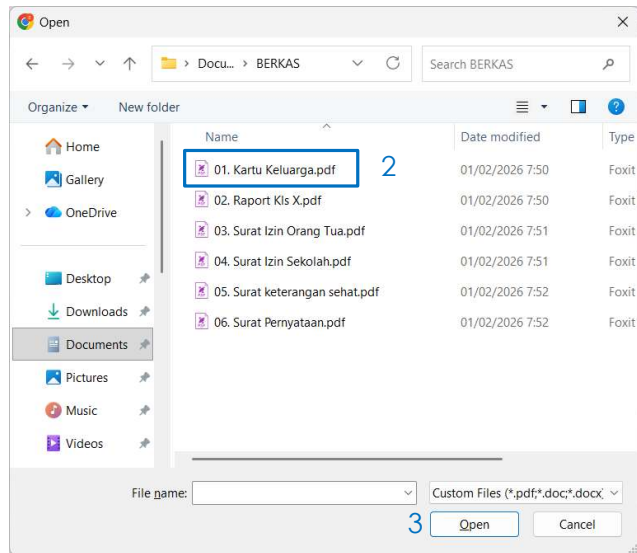 Open
Docu... > BERKAS
Search BERKAS
Organize
New folder
Name
Date modified
Type
Home
01. Kartu Keluarga.pdf
2
01/02/2026 7:50
Foxit
Gallery
02. Raport Kls X.pdf
01/02/2026 7:50
Foxit
OneDrive
03. Surat Izin Orang Tua.pdf
01/02/2026 7:51
Foxit
04. Surat Izin Sekolah.pdf
01/02/2026 7:51
Foxit
Desktop
05. Surat keterangan sehat.pdf
01/02/2026 7:52
Foxit
Downloads
06. Surat Pernyataan.pdf
01/02/2026 7:52
Foxit
Documents
Pictures
Music
Videos
File name:
Custom Files (*.pdf;*.doc;*.docx;
3
Open
Cancel